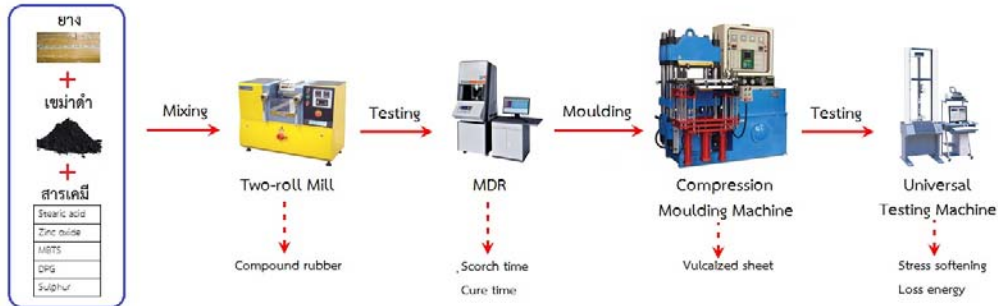 ยาง
+
เขม่าดำ
+
สารเคมี
Stearic acid
Zinc oxide
MBTS
DPG
Sulphur
Mixing
Two-roll Mill
Compound rubber
Testing
MDR
Scorch time
Cure time
Moulding
Compression
Moulding Machine
Vulcaized sheet
Testing
Universal
Testing Machine
Stress softening
Loss energy